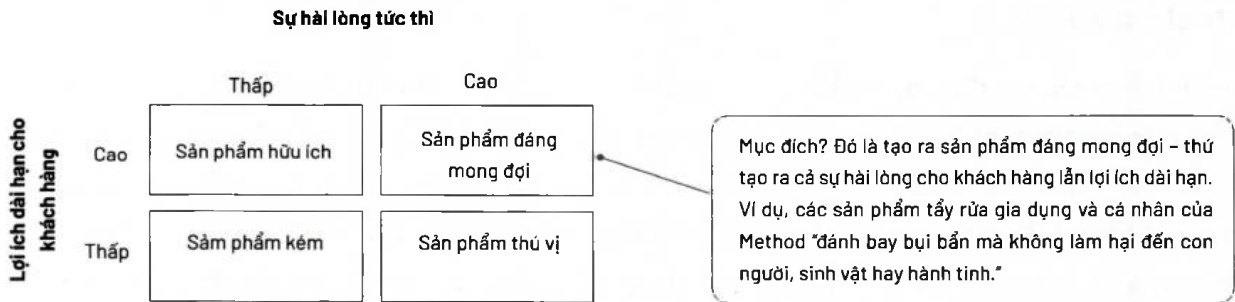 Sự hài lòng tức thì
Thấp
Cao
Lợi ích dài hạn cho
khách hàng
Cao
Sản phẩm hữu ích
Sản phẩm đáng
mong đợi
Thấp
Sảm phẩm kém
Sản phẩm thú vị
Mục đích? Đó là tạo ra sản phẩm đáng mong đợi – thứ
tạo ra cả sự hài lòng cho khách hàng lẫn lợi ích dài hạn.
Ví dụ, các sản phẩm tẩy rửa gia dụng và cá nhân của
Method "đánh bay bụi bẩn mà không làm hại đến con
người, sinh vật hay hành tinh."